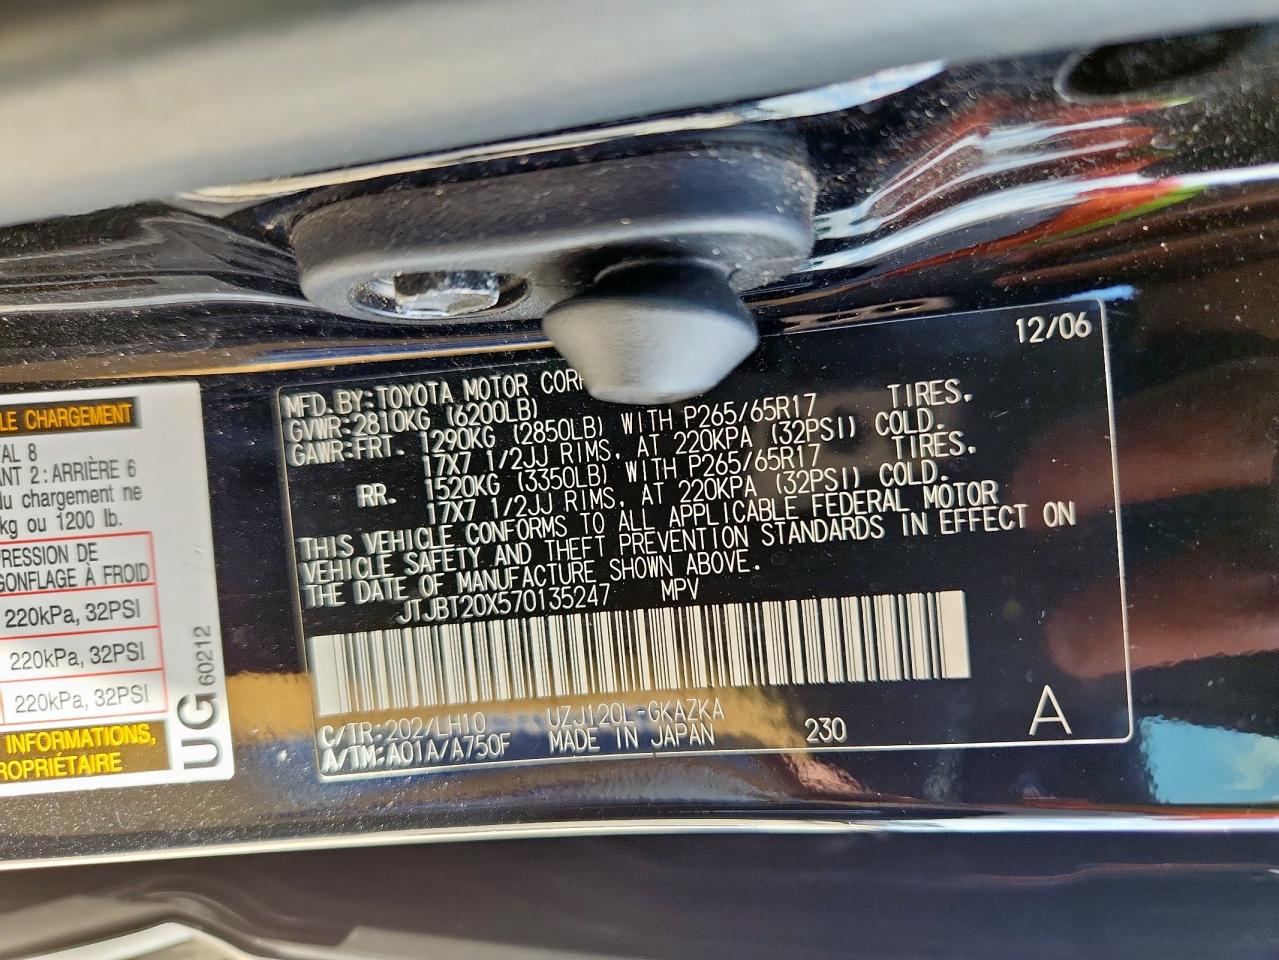 LE CHARGEMENT
AL 8
ANT 2: ARRIÈRE 6
du chargement ne
kg ou 1200 lb.
PRESSION DE
GONFLAGE À FROID
220kPa, 32PSI
220kPa, 32PSI
220kPa, 32PSI
INFORMATIONS,
PROPRIÉTAIRE
UG 60212
12/06
MFD. BY: TOYOTA MOTOR CORP
GVWR: 2810KG (6200LB)
GAWR: FRT. 1290KG (2850LB) WITH P265/65R17 TIRES.
17X7 1/2JJ RIMS, AT 220KPA (32PSI) COLD.
RR. 1520KG (3350LB) WITH P265/65R17 TIRES.
17X7 1/2JJ RIMS, AT 220KPA (32PSI) COLD.
THIS VEHICLE CONFORMS TO ALL APPLICABLE FEDERAL MOTOR
VEHICLE SAFETY AND THEFT PREVENTION STANDARDS IN EFFECT ON
THE DATE OF MANUFACTURE SHOWN ABOVE.
JTJBT20X570135247 MPV
C/TR: 202/LH10 UZJ120L-GKAZKA
A/TM: A01A/A750F MADE IN JAPAN 230 A